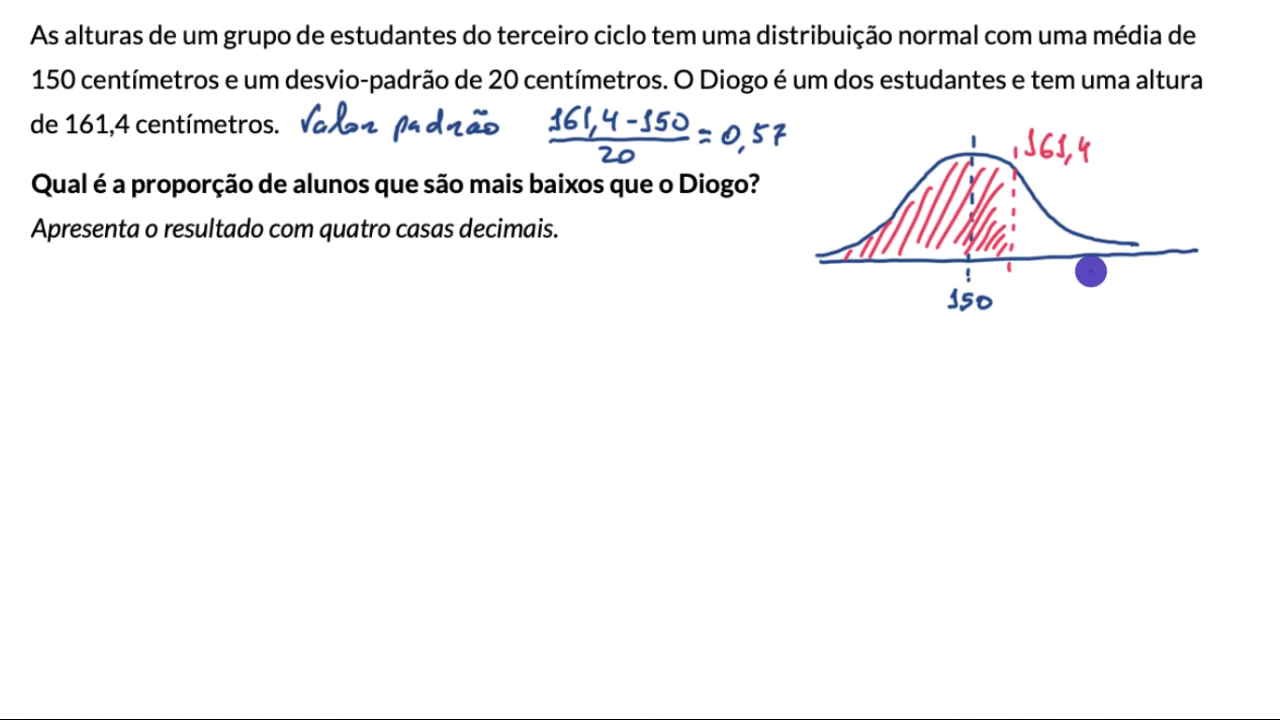 As alturas de um grupo de estudantes do terceiro ciclo tem uma distribuição normal com uma média de
150 centímetros e um desvio-padrão de 20 centímetros. O Diogo é um dos estudantes e tem uma altura
de 161,4 centímetros. Valor padrão 161,4-150 / 20 = 0,57
161,4
Qual é a proporção de alunos que são mais baixos que o Diogo?
Apresenta o resultado com quatro casas decimais.
150